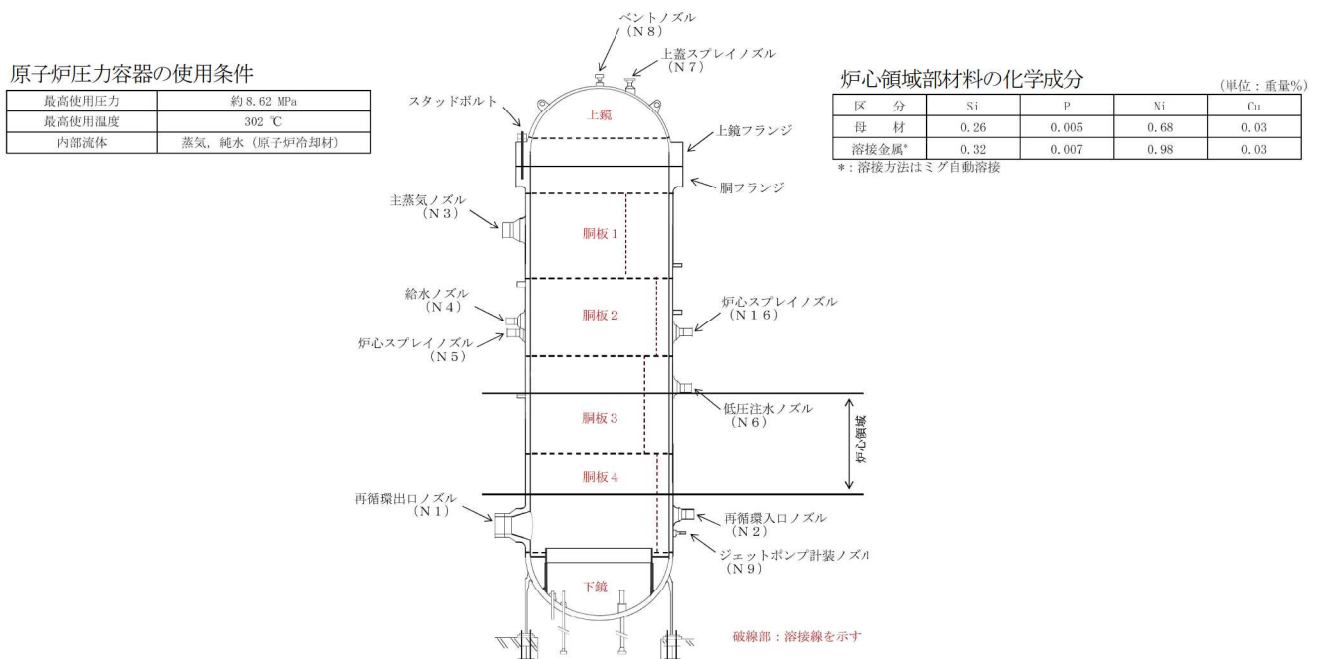 原子炉圧力容器の使用条件
最高使用圧力 約8.62 MPa
最高使用温度 302 ℃
内部流体 蒸気，純水（原子炉冷却材）
ベントノズル
（N8）
上蓋スプレイノズル
（N7）
スタッドボルト
上鏡
上鏡フランジ
胴フランジ
主蒸気ノズル
（N3）
胴板1
給水ノズル
（N4）
胴板2
炉心スプレイノズル
（N16）
炉心スプレイノズル
（N5）
低圧注水ノズル
（N6）
胴板3
炉心領域
胴板4
再循環出口ノズル
（N1）
再循環入口ノズル
（N2）
ジェットポンプ計装ノズル
（N9）
下鏡
破線部：溶接線を示す
炉心領域部材料の化学成分
（単位：重量%）
区 分 Si P Ni Cu
母 材 0.26 0.005 0.68 0.03
溶接金属* 0.32 0.007 0.98 0.03
*：溶接方法はミグ自動溶接